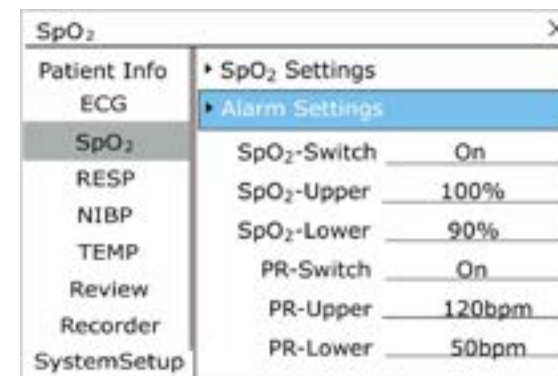 SpO₂ ×
Patient Info
ECG
SpO₂
RESP
NIBP
TEMP
Review
Recorder
SystemSetup
‣ SpO₂ Settings
‣ Alarm Settings
SpO₂-Switch On
SpO₂-Upper 100%
SpO₂-Lower 90%
PR-Switch On
PR-Upper 120bpm
PR-Lower 50bpm